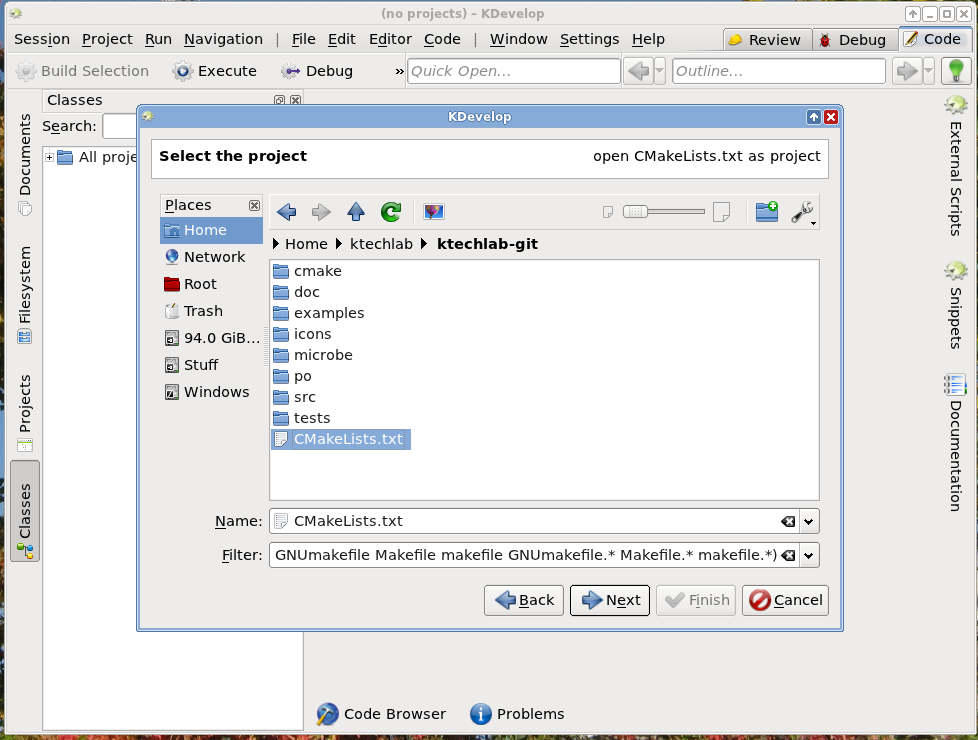 (no projects) – KDevelop
Session Project Run Navigation | File Edit Editor Code | Window Settings Help Review Debug Code
Build Selection Execute Debug » Quick Open... Outline...
Classes
Search:
All proje
Documents
Filesystem
Projects
Classes
KDevelop
Select the project
open CMakeLists.txt as project
Places
Home
Network
Root
Trash
94.0 GiB...
Stuff
Windows
Home ktechlab ktechlab-git
cmake
doc
examples
icons
microbe
po
src
tests
CMakeLists.txt
Name: CMakeLists.txt
Filter: GNUmakefile Makefile makefile GNUmakefile.* Makefile.* makefile.*)
Back Next Finish Cancel
External Scripts
Snippets
Documentation
Code Browser Problems